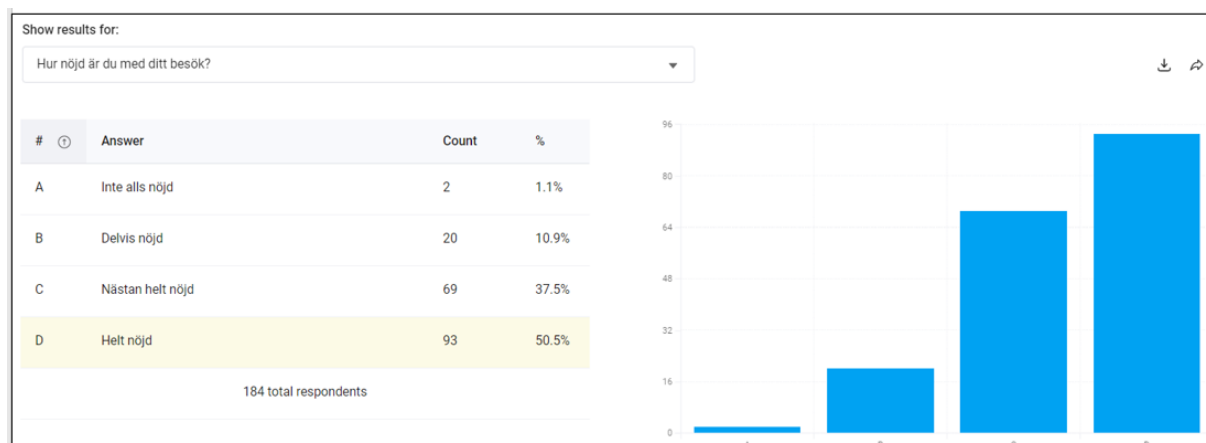 Show results for:
Hur nöjd är du med ditt besök?
# Answer Count %
A Inte alls nöjd 2 1.1%
B Delvis nöjd 20 10.9%
C Nästan helt nöjd 69 37.5%
D Helt nöjd 93 50.5%
184 total respondents
96
80
64
48
32
16
0